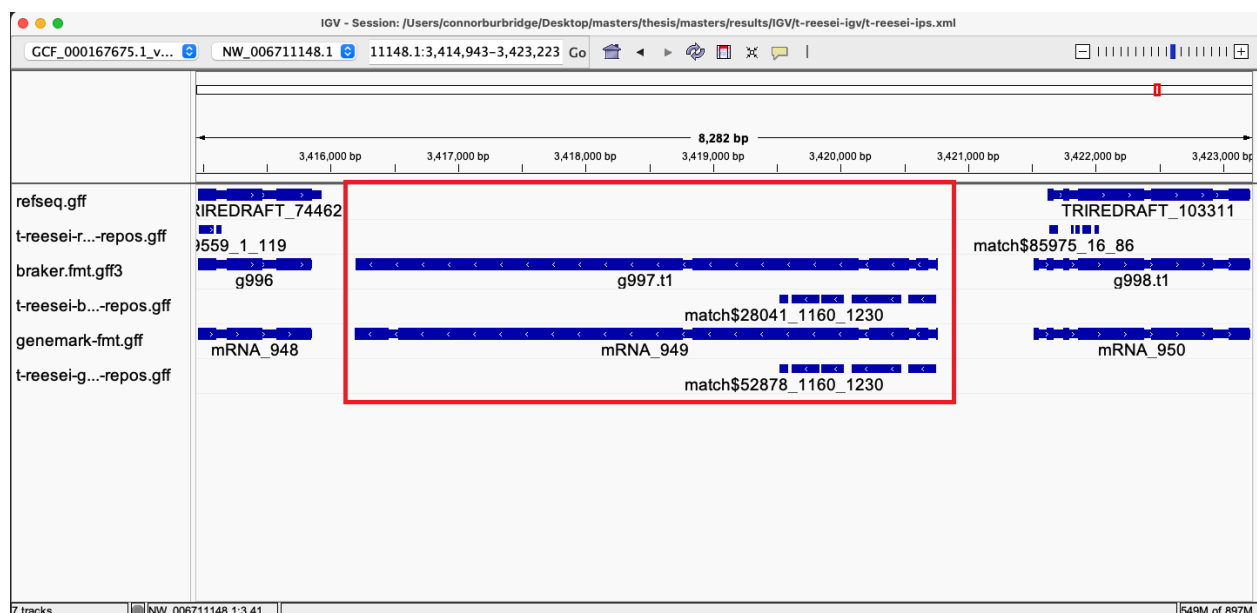 IGV - Session: /Users/connorburbridge/Desktop/masters/thesis/masters/results/IGV/t-reesei-igv/t-reesei-ips.xml
GCF_000167675.1_v... NW_006711148.1 11148.1:3,414,943-3,423,223 Go
8,282 bp
3,416,000 bp 3,417,000 bp 3,418,000 bp 3,419,000 bp 3,420,000 bp 3,421,000 bp 3,422,000 bp 3,423,000 bp
refseq.gff
RIREDRAFT_74462 TRIREDRAFT_103311
t-reesei-r...-repos.gff
9559_1_119 match$85975_16_86
braker.fmt.gff3
g996 g997.t1 g998.t1
t-reesei-b...-repos.gff
match$28041_1160_1230
genemark-fmt.gff
mRNA_948 mRNA_949 mRNA_950
t-reesei-g...-repos.gff
match$52878_1160_1230
7 tracks NW_006711148.1:3,41 549M of 897M